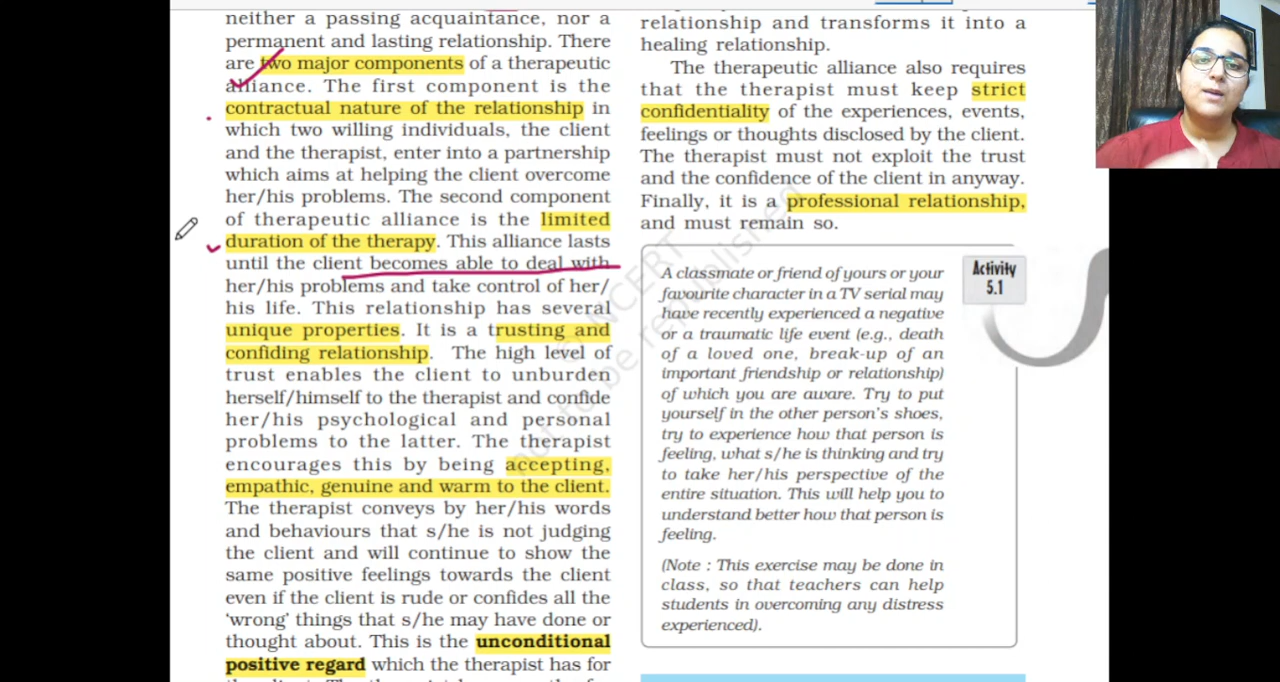 neither a passing acquaintance, nor a
permanent and lasting relationship. There
are two major components of a therapeutic
alliance. The first component is the
contractual nature of the relationship in
which two willing individuals, the client
and the therapist, enter into a partnership
which aims at helping the client overcome
her/his problems. The second component
of therapeutic alliance is the limited
duration of the therapy. This alliance lasts
until the client becomes able to deal with
her/his problems and take control of her/
his life. This relationship has several
unique properties. It is a trusting and
confiding relationship. The high level of
trust enables the client to unburden
herself/himself to the therapist and confide
her/his psychological and personal
problems to the latter. The therapist
encourages this by being accepting,
empathic, genuine and warm to the client.
The therapist conveys by her/his words
and behaviours that s/he is not judging
the client and will continue to show the
same positive feelings towards the client
even if the client is rude or confides all the
‘wrong’ things that s/he may have done or
thought about. This is the unconditional
positive regard which the therapist has for
relationship and transforms it into a
healing relationship.
The therapeutic alliance also requires
that the therapist must keep strict
confidentiality of the experiences, events,
feelings or thoughts disclosed by the client.
The therapist must not exploit the trust
and the confidence of the client in anyway.
Finally, it is a professional relationship,
and must remain so.
A classmate or friend of yours or your
favourite character in a TV serial may
have recently experienced a negative
or a traumatic life event (e.g., death
of a loved one, break-up of an
important friendship or relationship)
of which you are aware. Try to put
yourself in the other person's shoes,
try to experience how that person is
feeling, what s/he is thinking and try
to take her/his perspective of the
entire situation. This will help you to
understand better how that person is
feeling.
(Note : This exercise may be done in
class, so that teachers can help
students in overcoming any distress
experienced).
Activity
5.1
© NCERT
not to be republished